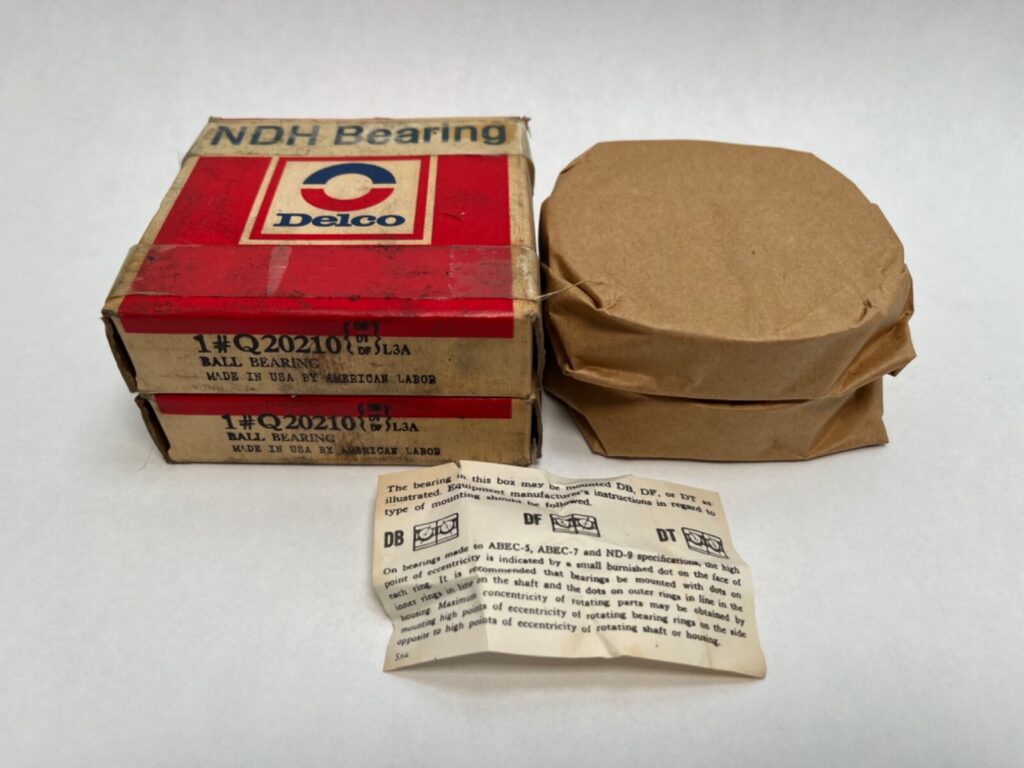 NDH Bearing
Delco
1#Q20210{DB DT DF}L3A
BALL BEARING
MADE IN USA BY AMERICAN LABOR
1#Q20210{ DF}L3A
BALL BEARING
MADE IN USA BY AMERICAN LABOR
The bearing in this box may be mounted DB, DF, or DT as
illustrated. Equipment manufacturer's instructions in regard to
type of mounting should be followed.
DB DF DT
On bearings made to ABEC-5, ABEC-7 and ND-9 specifications, the high
point of eccentricity is indicated by a small burnished dot on the face of
each ring. It is recommended that bearings be mounted with dots on
inner rings in line on the shaft and the dots on outer rings in line in the
housing. Maximum concentricity of rotating parts may be obtained by
mounting high points of eccentricity of rotating bearing rings on the side
opposite to high points of eccentricity of rotating shaft or housing.